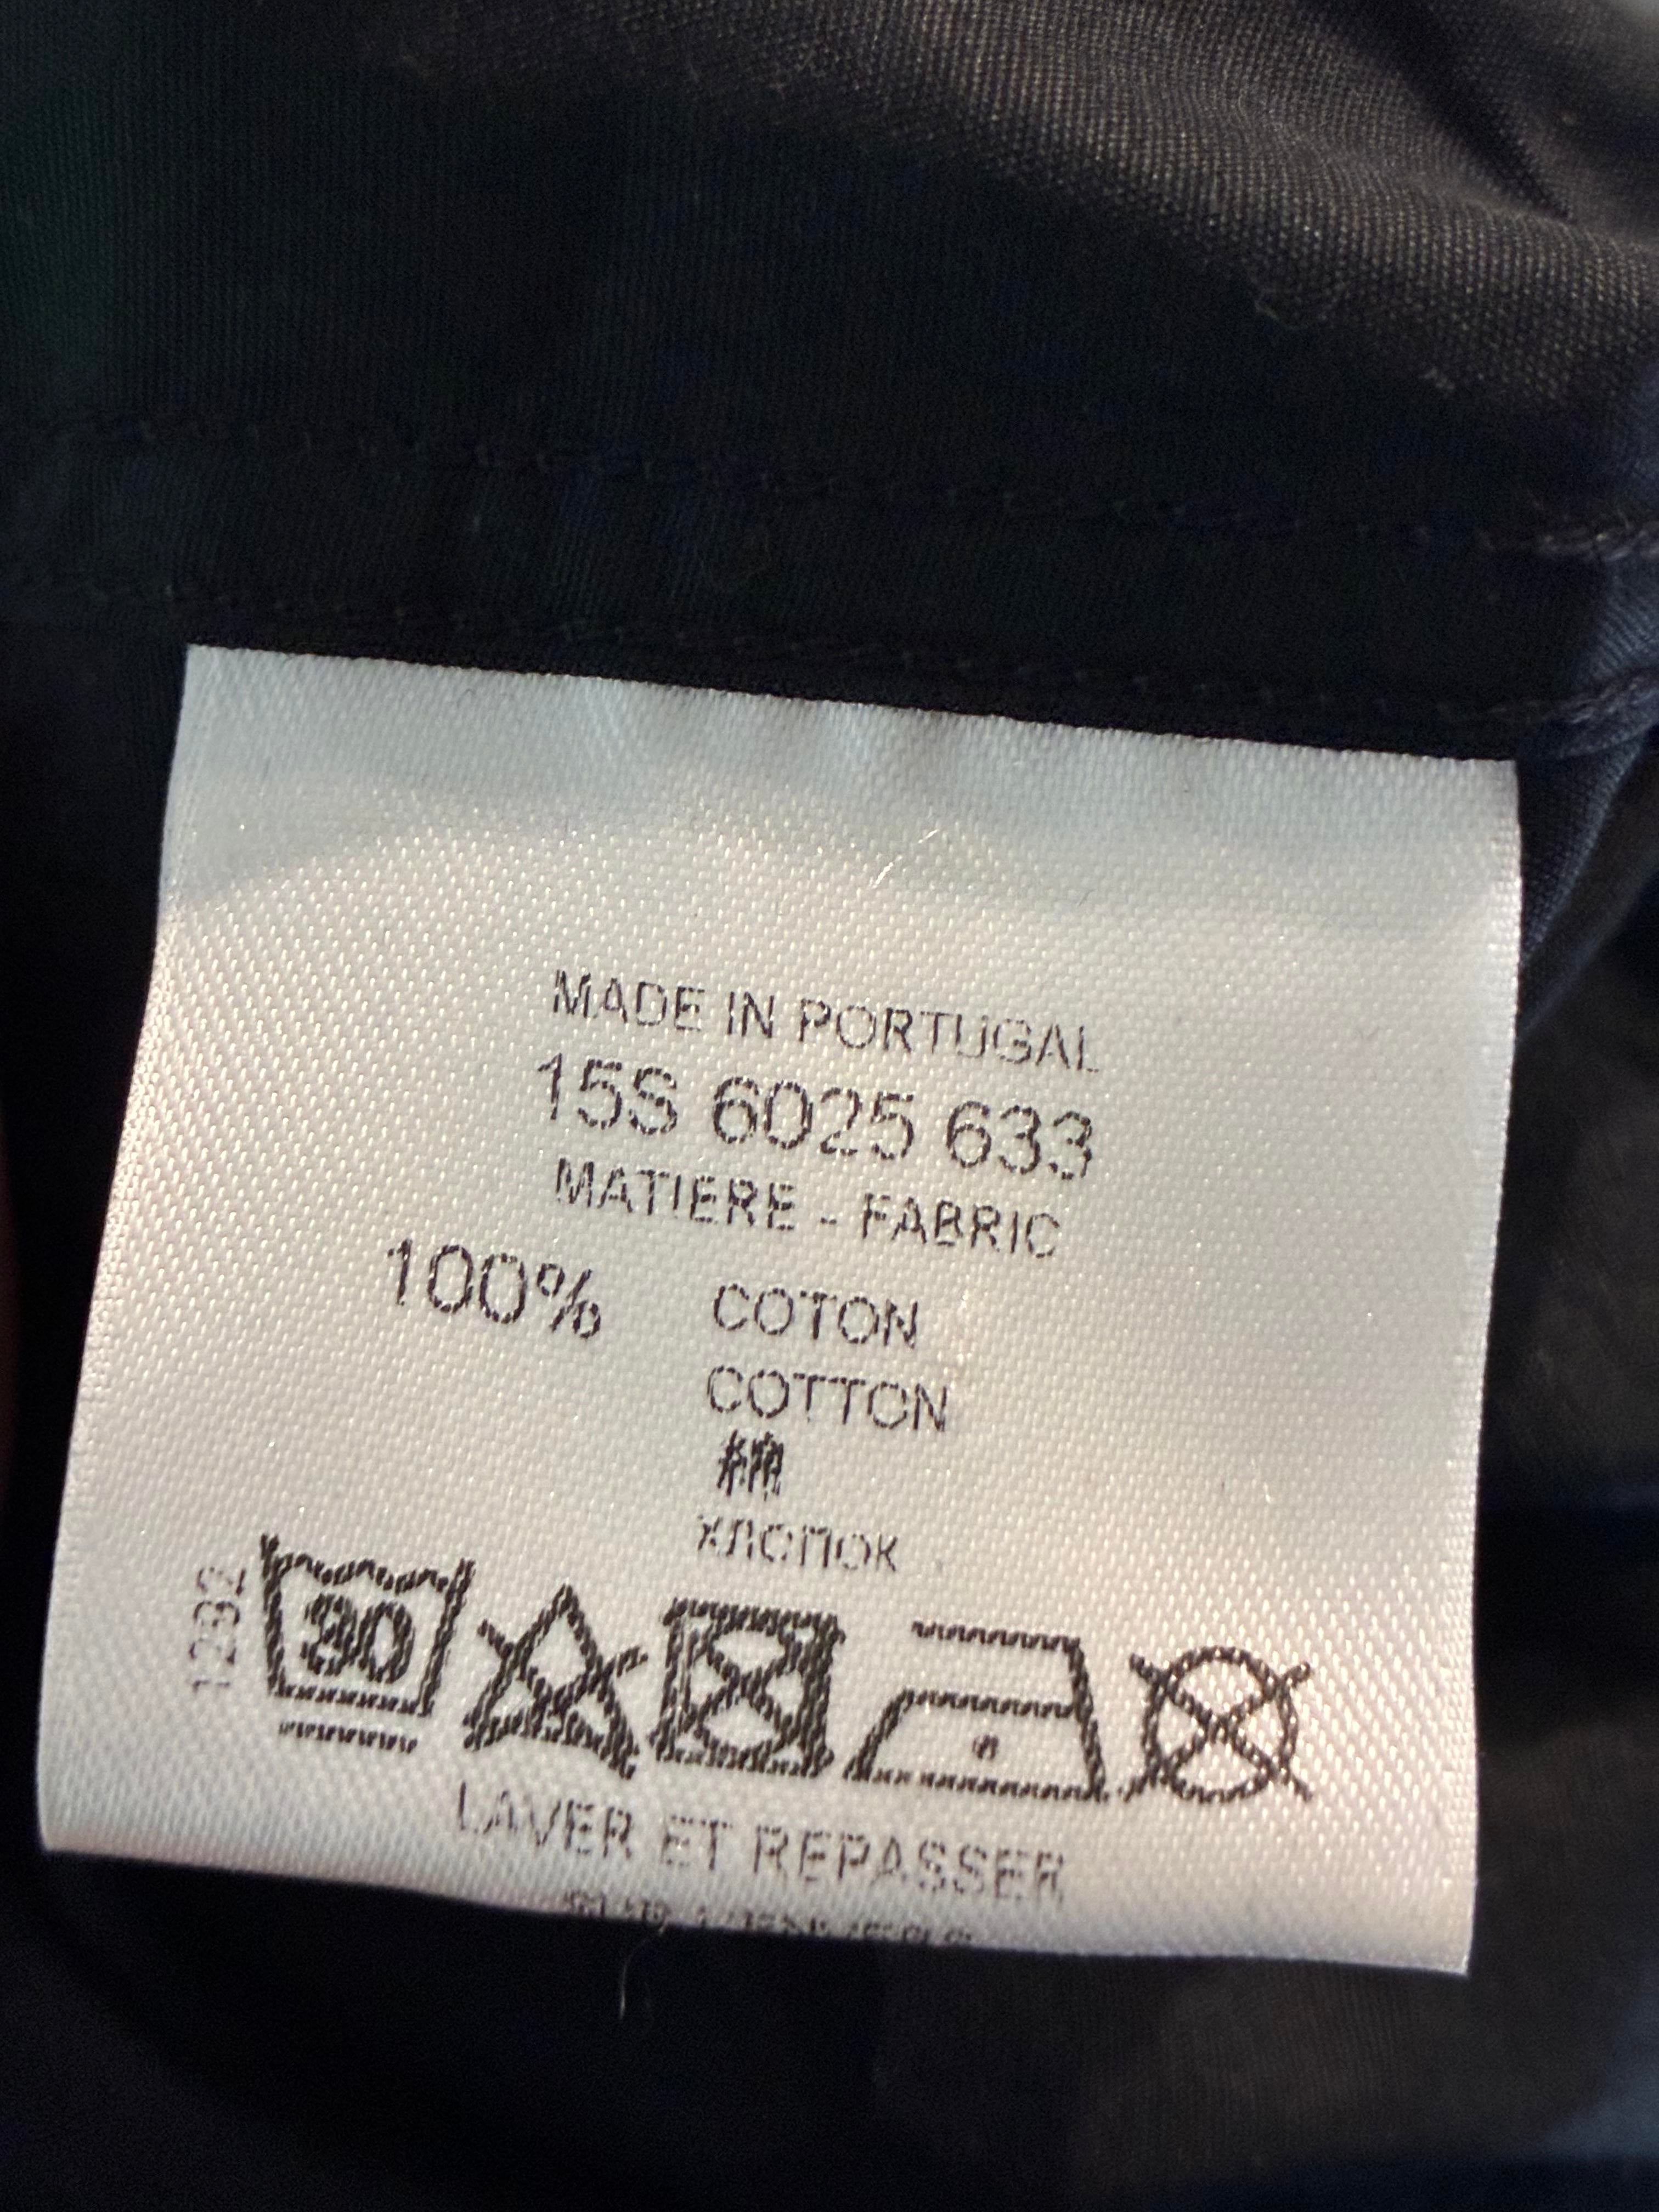 MADE IN PORTUGAL
15S 6025 633
MATIERE - FABRIC
100% COTON
COTTON
棉
ХЛОПОК
1232
30
LAVER ET REPASSER